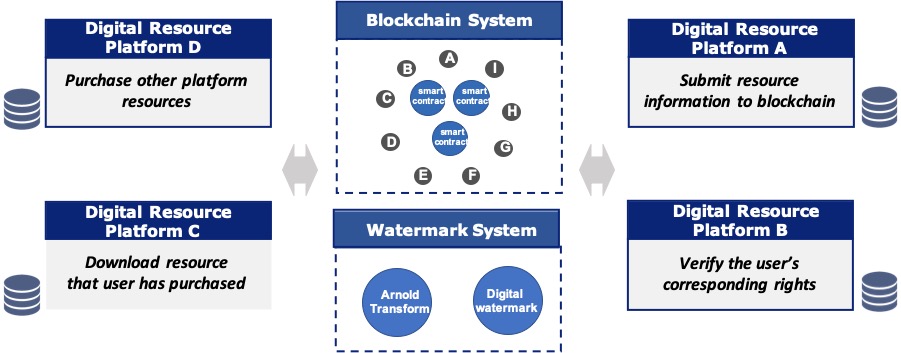 Digital Resource
Platform D
Purchase other platform
resources
Digital Resource
Platform C
Download resource
that user has purchased
Blockchain System
A
B
I
C
smart
contract
smart
contract
H
D
smart
contract
G
E
F
Watermark System
Arnold
Transform
Digital
watermark
Digital Resource
Platform A
Submit resource
information to blockchain
Digital Resource
Platform B
Verify the user's
corresponding rights